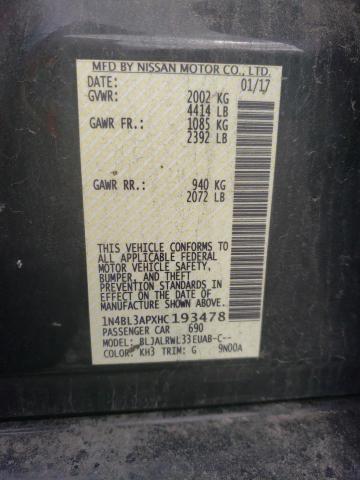 MFD BY NISSAN MOTOR CO., LTD.
DATE: 01/17
GVWR: 2002 KG
4414 LB
GAWR FR.: 1085 KG
2392 LB
GAWR RR.: 940 KG
2072 LB
THIS VEHICLE CONFORMS TO
ALL APPLICABLE FEDERAL
MOTOR VEHICLE SAFETY,
BUMPER, AND THEFT
PREVENTION STANDARDS
IN EFFECT ON THE DATE OF
MANUFACTURE SHOWN ABOVE.
1N4BL3APXHC193478
PASSENGER CAR 690
MODEL: BLJALRWL33EUAB-C--
COLOR: KH3 TRIM: G 9N00A